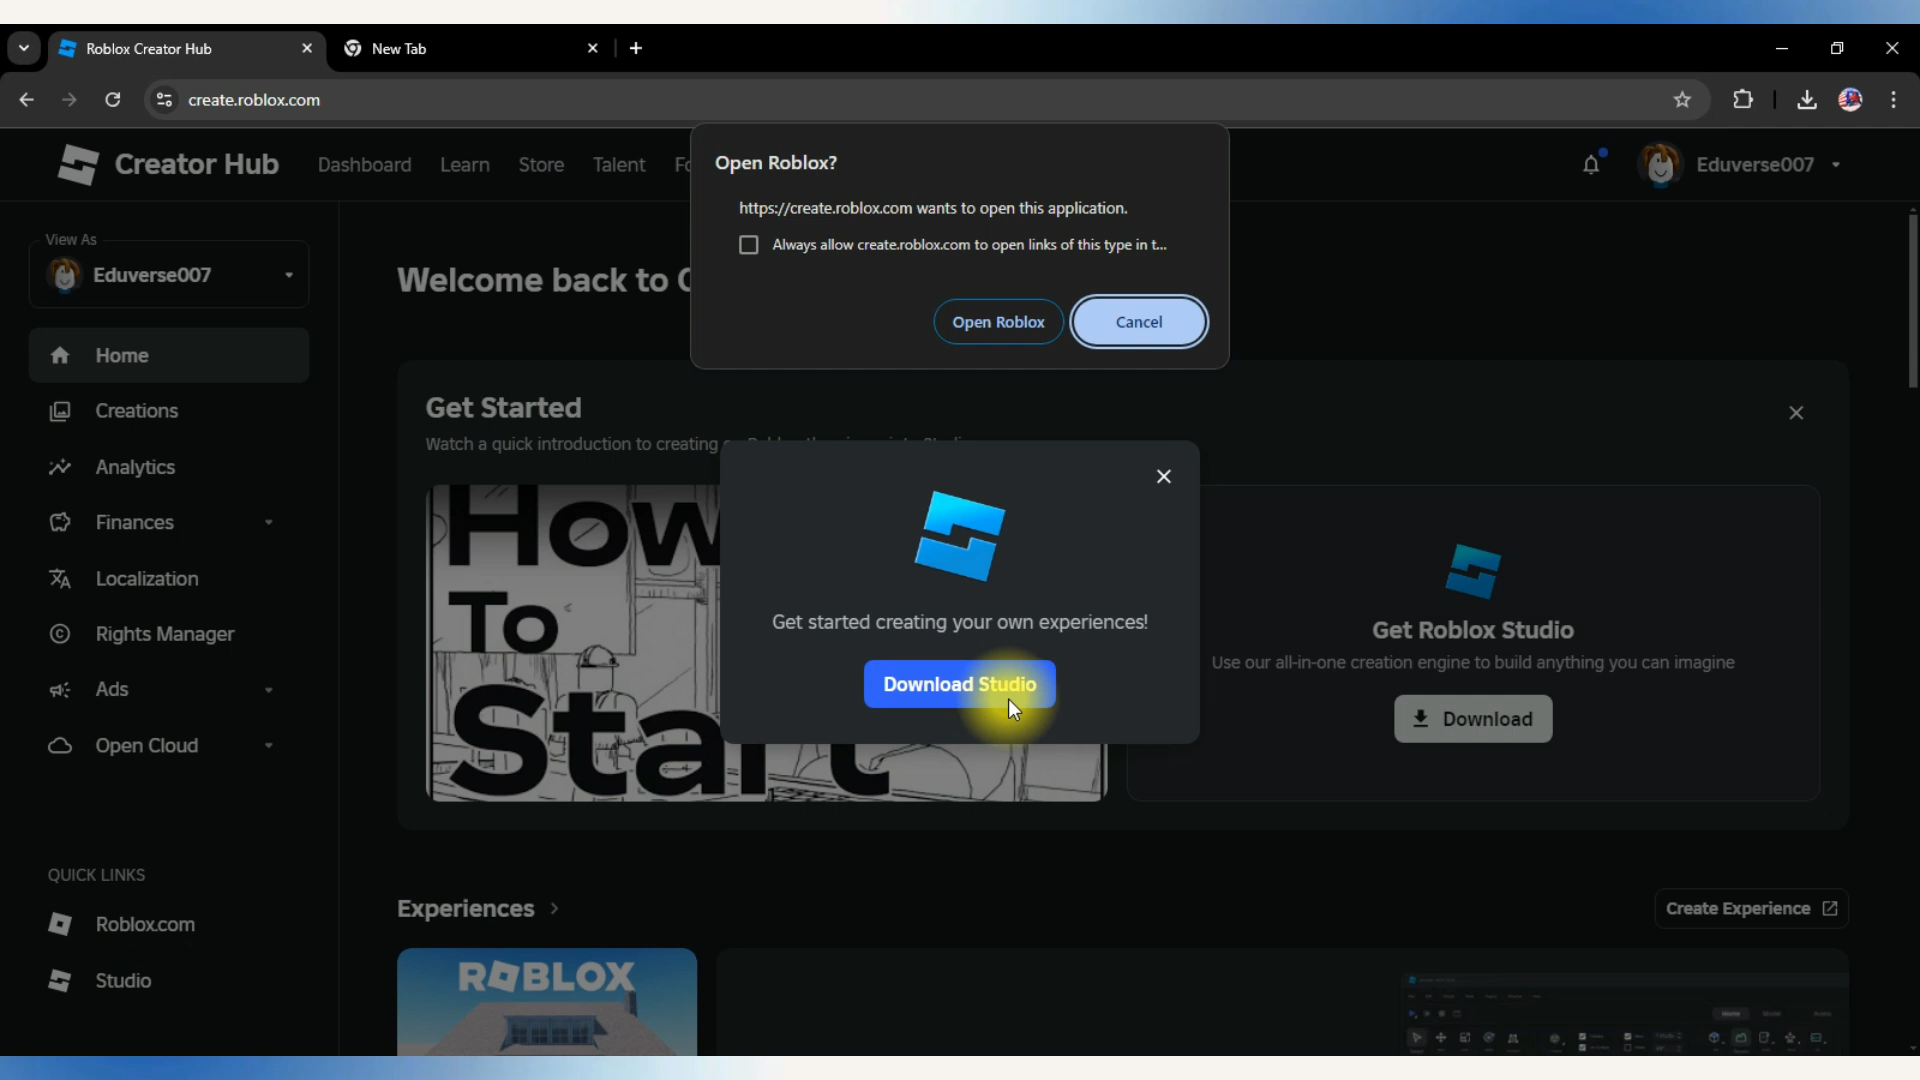 Roblox Creator Hub
New Tab
create.roblox.com
Creator Hub
Dashboard
Learn
Store
Talent
Fo
Eduverse007
Open Roblox?
https://create.roblox.com wants to open this application.
Always allow create.roblox.com to open links of this type in t...
Open Roblox
Cancel
View As
Eduverse007
Home
Creations
Analytics
Finances
Localization
Rights Manager
Ads
Open Cloud
QUICK LINKS
Roblox.com
Studio
Welcome back to C
Get Started
Watch a quick introduction to creating
How
To
Start
Get started creating your own experiences!
Download Studio
Get Roblox Studio
Use our all-in-one creation engine to build anything you can imagine
Download
Experiences
Create Experience
ROBLOX
Home
Model